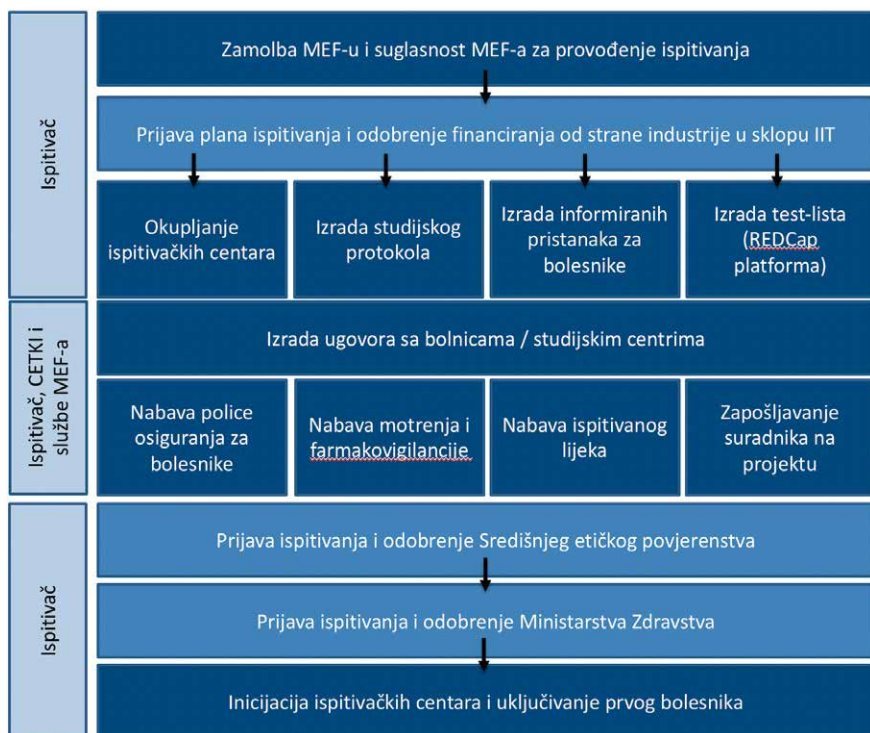 Ispitivač
Zamolba MEF-u i suglasnost MEF-a za provođenje ispitivanja
Prijava plana ispitivanja i odobrenje financiranja od strane industrije u sklopu IIT
Okupljanje
ispitivačkih centara
Izrada studijskog
protokola
Izrada informiranih
pristanaka za
bolesnike
Izrada test-lista
(REDCap
platforma)
Ispitivač, CETKI i
službe MEF-a
Izrada ugovora sa bolnicama / studijskim centrima
Nabava police
osiguranja za
bolesnike
Nabava motrenja i
farmakovigilancije
Nabava ispitivanog
lijeka
Zapošljavanje
suradnika na
projektu
Ispitivač
Prijava ispitivanja i odobrenje Središnjeg etičkog povjerenstva
Prijava ispitivanja i odobrenje Ministarstva Zdravstva
Inicijacija ispitivačkih centara i uključivanje prvog bolesnika